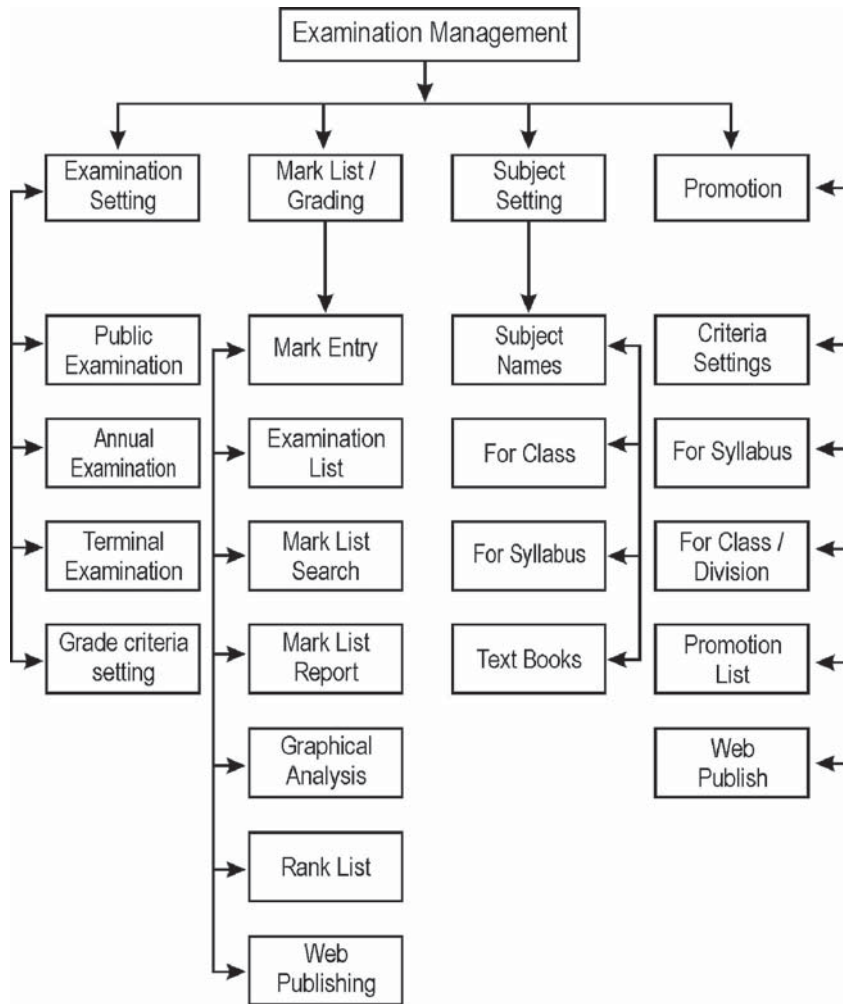 Examination Management
Examination
Setting
Mark List /
Grading
Subject
Setting
Promotion
Public
Examination
Mark Entry
Subject
Names
Criteria
Settings
Annual
Examination
Examination
List
For Class
For Syllabus
Terminal
Examination
Mark List
Search
For Syllabus
For Class /
Division
Grade criteria
setting
Mark List
Report
Text Books
Promotion
List
Graphical
Analysis
Web
Publish
Rank List
Web
Publishing